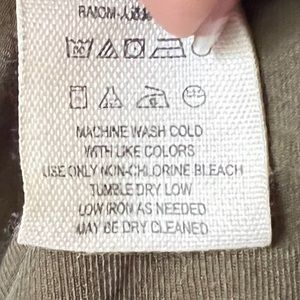 MACHINE WASH COLD
WITH LIKE COLORS
USE ONLY NON-CHLORINE BLEACH
TUMBLE DRY LOW
LOW IRON AS NEEDED
MAY BE DRY CLEANED